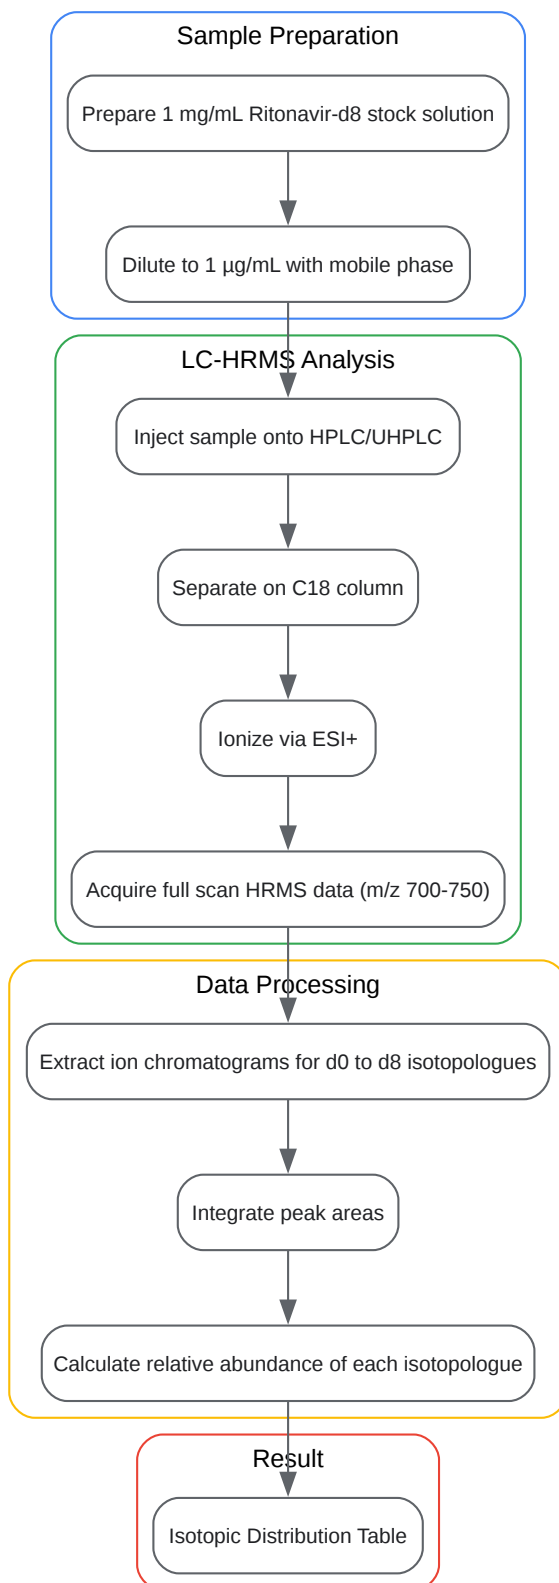 Sample Preparation
Prepare 1 mg/mL Ritonavir-d8 stock solution
Dilute to 1 µg/mL with mobile phase
LC-HRMS Analysis
Inject sample onto HPLC/UHPLC
Separate on C18 column
Ionize via ESI+
Acquire full scan HRMS data (m/z 700-750)
Data Processing
Extract ion chromatograms for d0 to d8 isotopologues
Integrate peak areas
Calculate relative abundance of each isotopologue
Result
Isotopic Distribution Table